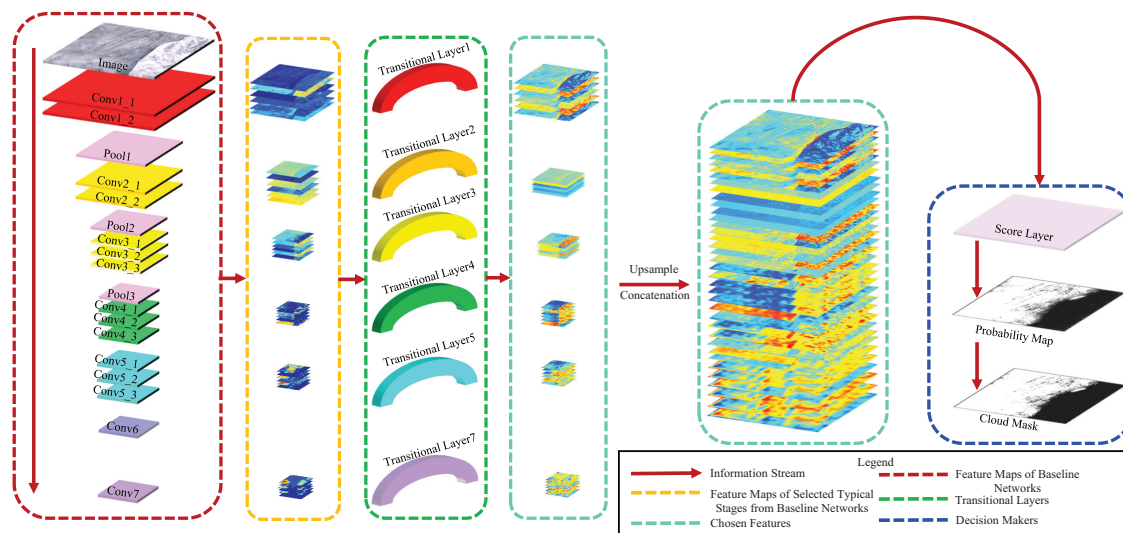 Image
Conv1_1
Conv1_2
Pool1
Conv2_1
Conv2_2
Pool2
Conv3_1
Conv3_2
Conv3_3
Pool3
Conv4_1
Conv4_2
Conv4_3
Conv5_1
Conv5_2
Conv5_3
Conv6
Conv7
Transitional Layer1
Transitional Layer2
Transitional Layer3
Transitional Layer4
Transitional Layer5
Transitional Layer7
Upsample
Concatenation
Score Layer
Probability Map
Cloud Mask
Legend
Information Stream
Feature Maps of Selected Typical
Stages from Baseline Networks
Chosen Features
Feature Maps of Baseline
Networks
Transitional Layers
Decision Makers